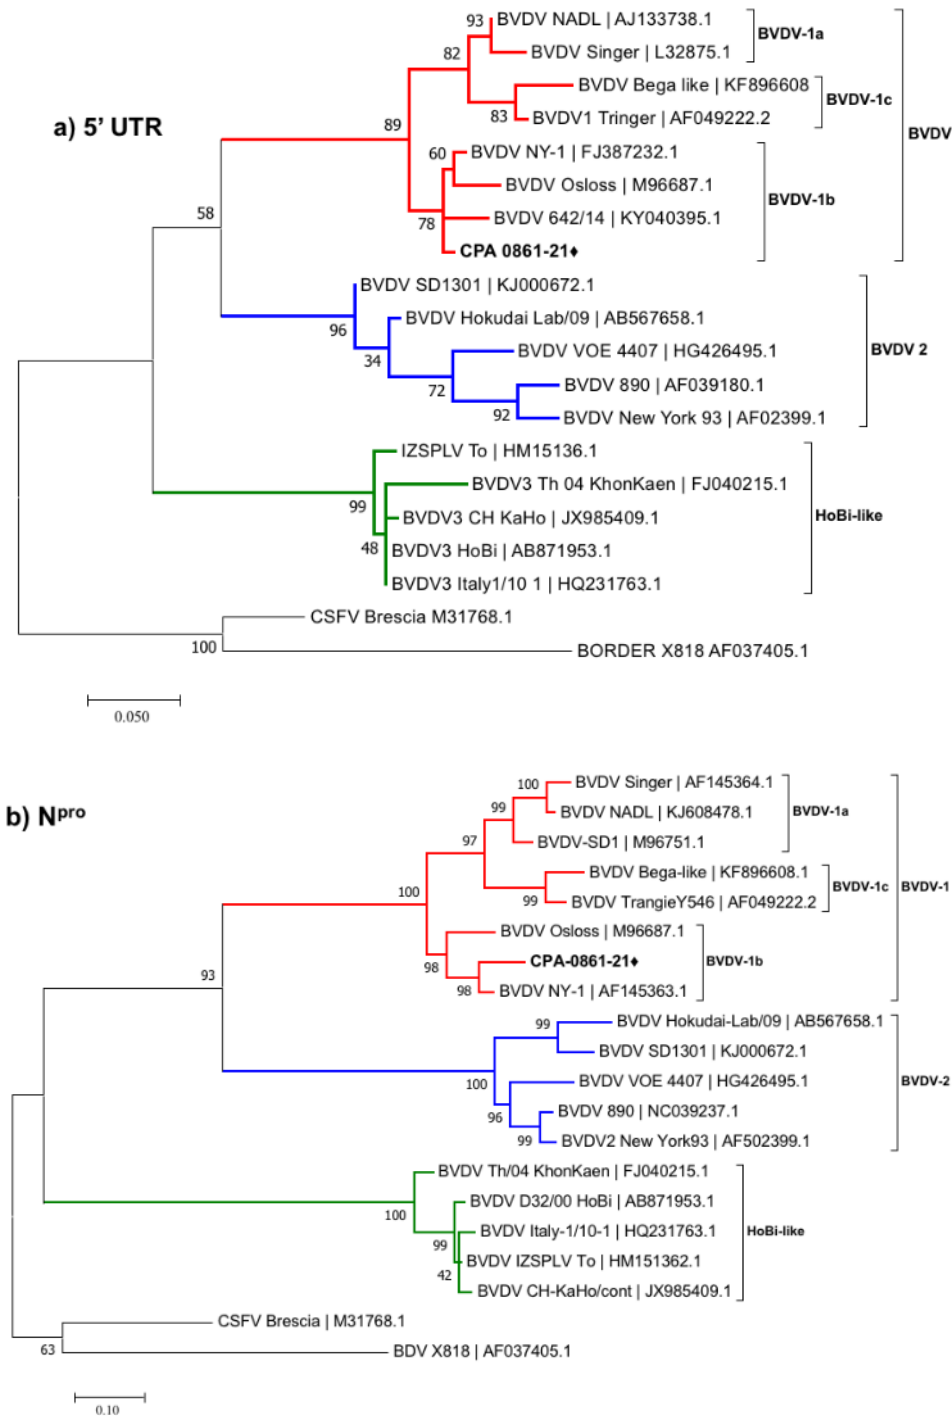 93
BVDV NADL | AJ133738.1
BVDV-1a
82
BVDV Singer | L32875.1
BVDV Bega like | KF896608
BVDV-1c
83
BVDV1 Tringer | AF049222.2
a) 5' UTR
89
BVDV
60
BVDV NY-1 | FJ387232.1
BVDV Osloss | M96687.1
BVDV-1b
58
78
BVDV 642/14 | KY040395.1
CPA 0861-21♦
BVDV SD1301 | KJ000672.1
96
BVDV Hokudai Lab/09 | AB567658.1
34
BVDV VOE 4407 | HG426495.1
BVDV 2
72
BVDV 890 | AF039180.1
92
BVDV New York 93 | AF02399.1
IZSPLV To | HM15136.1
BVDV3 Th 04 KhonKaen | FJ040215.1
99
BVDV3 CH KaHo | JX985409.1
HoBi-like
48
BVDV3 HoBi | AB871953.1
BVDV3 Italy1/10 1 | HQ231763.1
CSFV Brescia M31768.1
100
BORDER X818 AF037405.1
0.050
b) Npro
100
BVDV Singer | AF145364.1
99
BVDV NADL | KJ608478.1
BVDV-1a
97
BVDV-SD1 | M96751.1
BVDV Bega-like | KF896608.1
BVDV-1c
BVDV-1
100
99
BVDV TrangieY546 | AF049222.2
BVDV Osloss | M96687.1
98
CPA-0861-21♦
BVDV-1b
93
98
BVDV NY-1 | AF145363.1
99
BVDV Hokudai-Lab/09 | AB567658.1
BVDV SD1301 | KJ000672.1
100
BVDV VOE 4407 | HG426495.1
BVDV-2
96
BVDV 890 | NC039237.1
99
BVDV2 New York93 | AF502399.1
BVDV Th/04 KhonKaen | FJ040215.1
100
BVDV D32/00 HoBi | AB871953.1
99
BVDV Italy-1/10-1 | HQ231763.1
HoBi-like
42
BVDV IZSPLV To | HM151362.1
BVDV CH-KaHo/cont | JX985409.1
CSFV Brescia | M31768.1
63
BDV X818 | AF037405.1
0.10